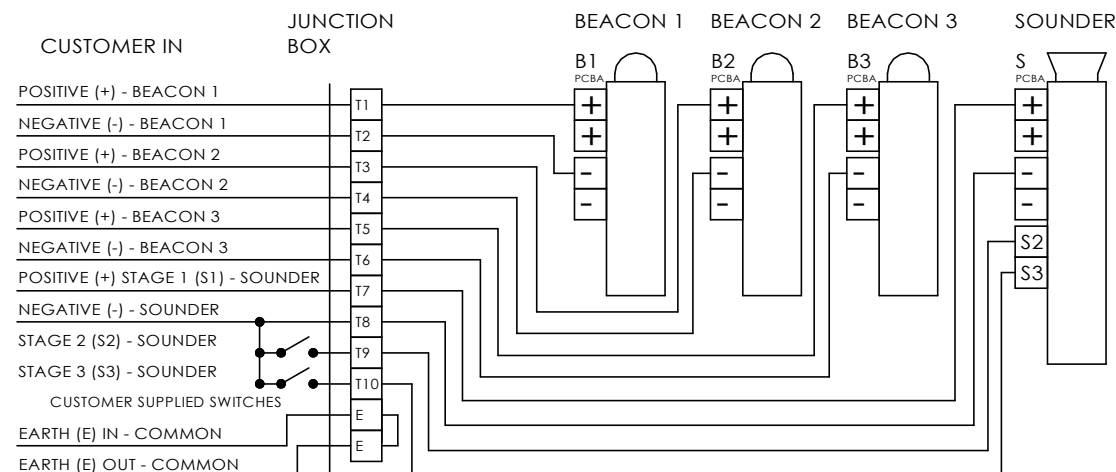 JUNCTION
BOX
BEACON 1
BEACON 2
BEACON 3
SOUNDER
CUSTOMER IN
B1
PCBA
B2
PCBA
B3
PCBA
S
PCBA
POSITIVE (+) - BEACON 1
NEGATIVE (-) - BEACON 1
POSITIVE (+) - BEACON 2
NEGATIVE (-) - BEACON 2
POSITIVE (+) - BEACON 3
NEGATIVE (-) - BEACON 3
POSITIVE (+) STAGE 1 (S1) - SOUNDER
NEGATIVE (-) - SOUNDER
STAGE 2 (S2) - SOUNDER
STAGE 3 (S3) - SOUNDER
CUSTOMER SUPPLIED SWITCHES
EARTH (E) IN - COMMON
EARTH (E) OUT - COMMON
T1
T2
T3
T4
T5
T6
T7
T8
T9
T10
E
E
+
+
-
-
+
+
-
-
+
+
-
-
+
+
-
-
S2
S3